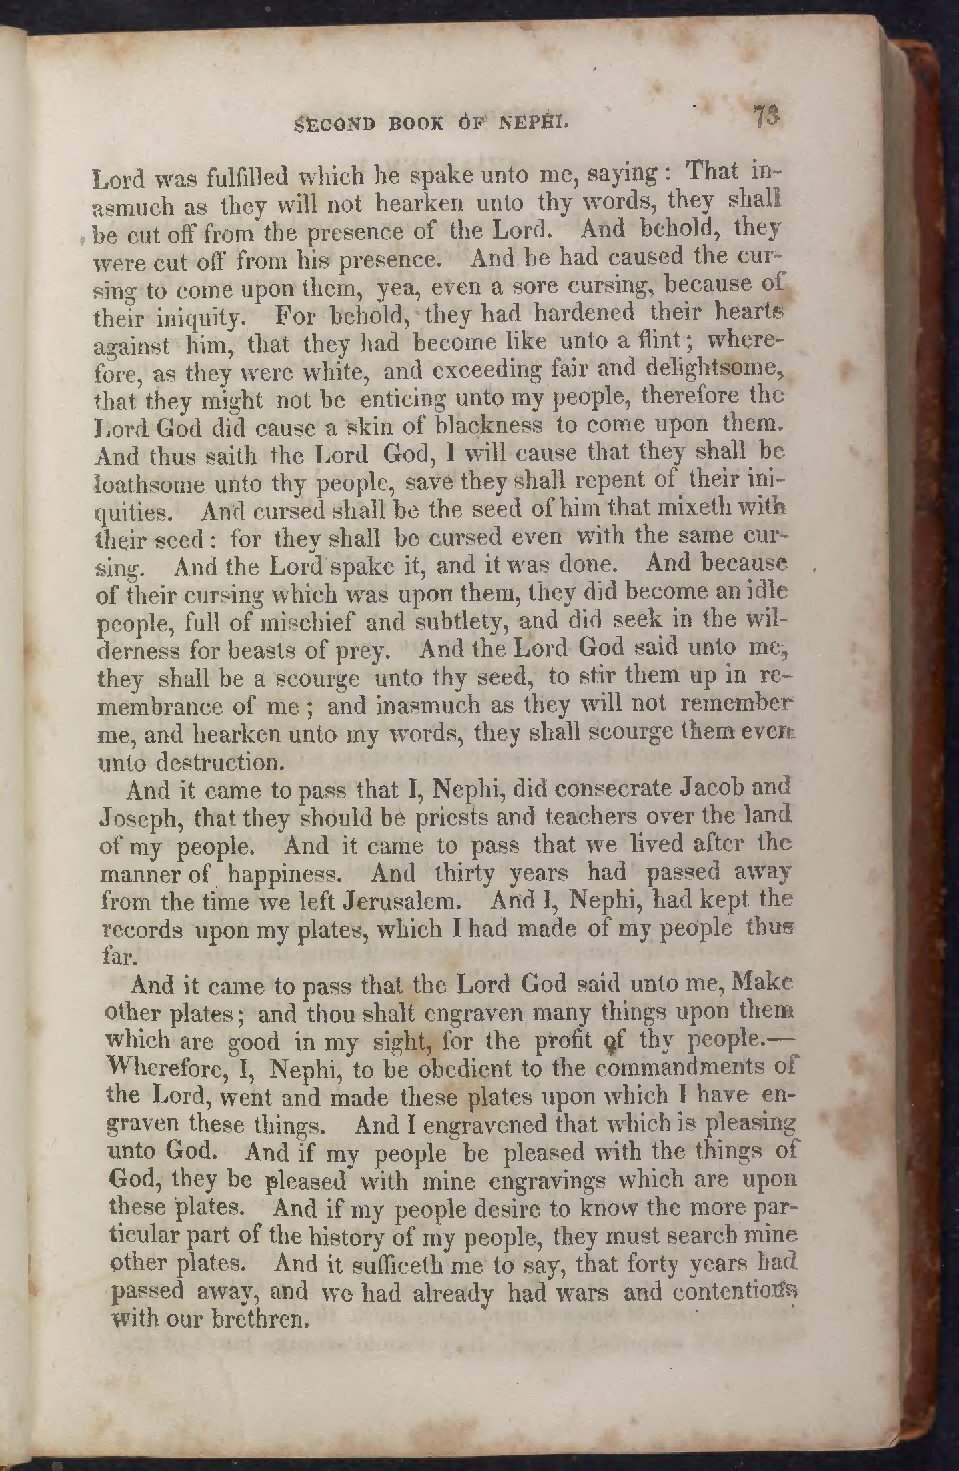 SECOND BOOK OF NEPHI. 73
Lord was fulfilled which he spake unto me, saying: That in-
asmuch as they will not hearken unto thy words, they shall
be cut off from the presence of the Lord. And behold, they
were cut off from his presence. And he had caused the cur-
sing to come upon them, yea, even a sore cursing, because of
their iniquity. For behold, they had hardened their hearts
against him, that they had become like unto a flint; where-
fore, as they were white, and exceeding fair and delightsome,
that they might not be enticing unto my people, therefore the
Lord God did cause a skin of blackness to come upon them.
And thus saith the Lord God, I will cause that they shall be
loathsome unto thy people, save they shall repent of their ini-
quities. And cursed shall be the seed of him that mixeth with
their seed: for they shall be cursed even with the same cur-
sing. And the Lord spake it, and it was done. And because
of their cursing which was upon them, they did become an idle
people, full of mischief and subtlety, and did seek in the wil-
derness for beasts of prey. And the Lord God said unto me,
they shall be a scourge unto thy seed, to stir them up in re-
membrance of me; and inasmuch as they will not remember
me, and hearken unto my words, they shall scourge them even
unto destruction.
And it came to pass that I, Nephi, did consecrate Jacob and
Joseph, that they should be priests and teachers over the land
of my people. And it came to pass that we lived after the
manner of happiness. And thirty years had passed away
from the time we left Jerusalem. And I, Nephi, had kept the
records upon my plates, which I had made of my people thus
far.
And it came to pass that the Lord God said unto me, Make
other plates; and thou shalt engraven many things upon them
which are good in my sight, for the profit of thy people.—
Wherefore, I, Nephi, to be obedient to the commandments of
the Lord, went and made these plates upon which I have en-
graven these things. And I engravened that which is pleasing
unto God. And if my people be pleased with the things of
God, they be pleased with mine engravings which are upon
these plates. And if my people desire to know the more par-
ticular part of the history of my people, they must search mine
other plates. And it sufficeth me to say, that forty years had
passed away, and we had already had wars and contentions
with our brethren.